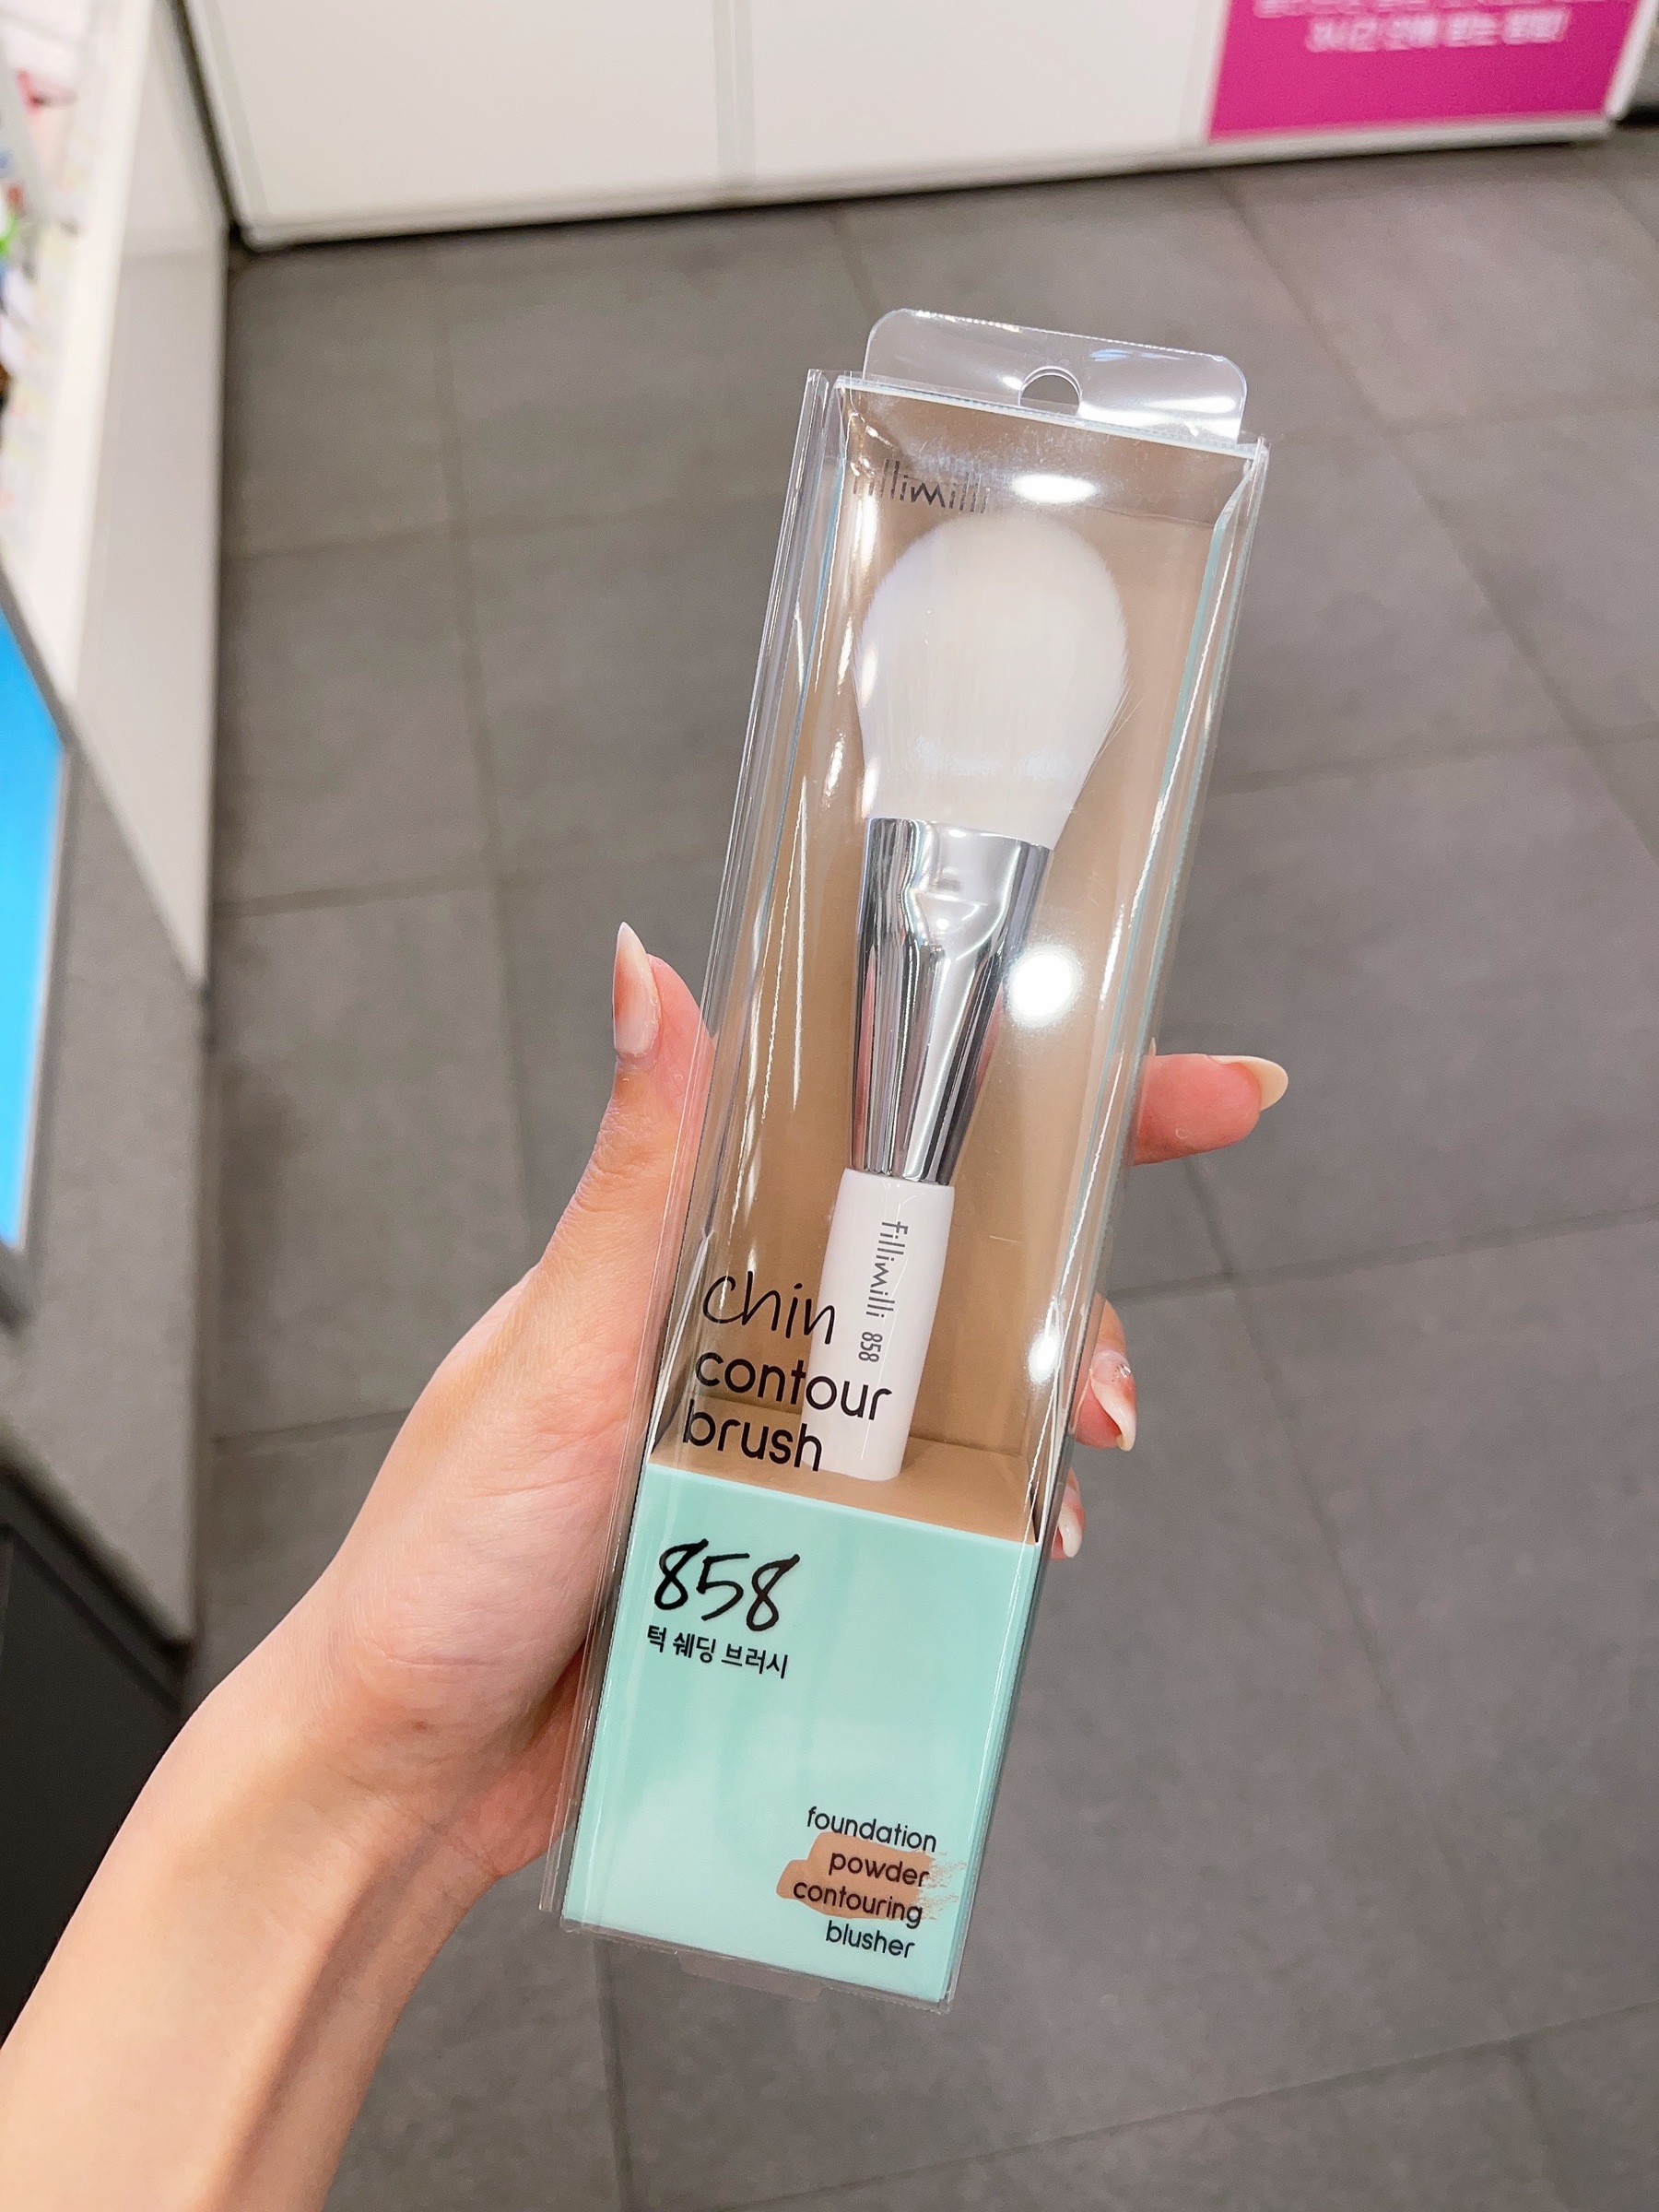 fillimilli
fillimilli 858
chin
contour
brush
858
턱 쉐딩 브러시
foundation
powder
contouring
blusher